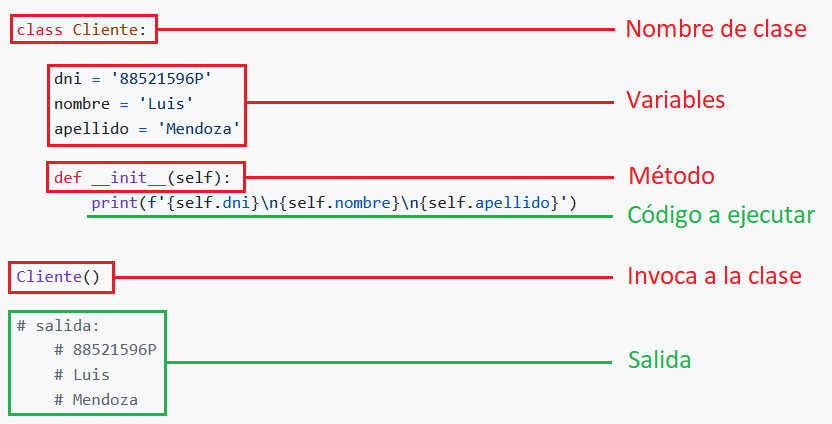 class Cliente:
Nombre de clase
dni = '88521596P'
nombre = 'Luis'
apellido = 'Mendoza'
Variables
def __init__(self):
Método
print(f'{self.dni}\n{self.nombre}\n{self.apellido}')
Código a ejecutar
Cliente()
Invoca a la clase
# salida:
# 88521596P
# Luis
# Mendoza
Salida